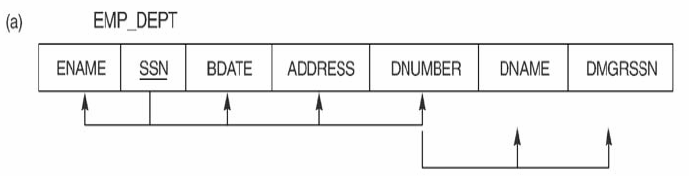 (a) EMP_DEPT
ENAME SSN BDATE ADDRESS DNUMBER DNAME DMGRSSN